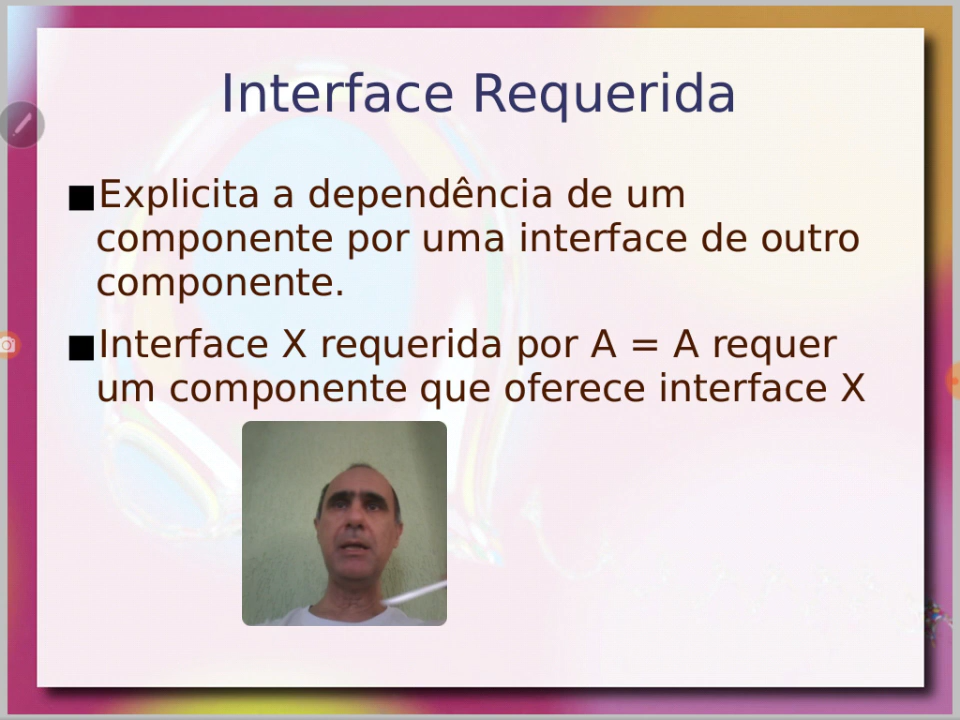 Interface Requerida
Explicita a dependência de um
componente por uma interface de outro
componente.
Interface X requerida por A = A requer
um componente que oferece interface X